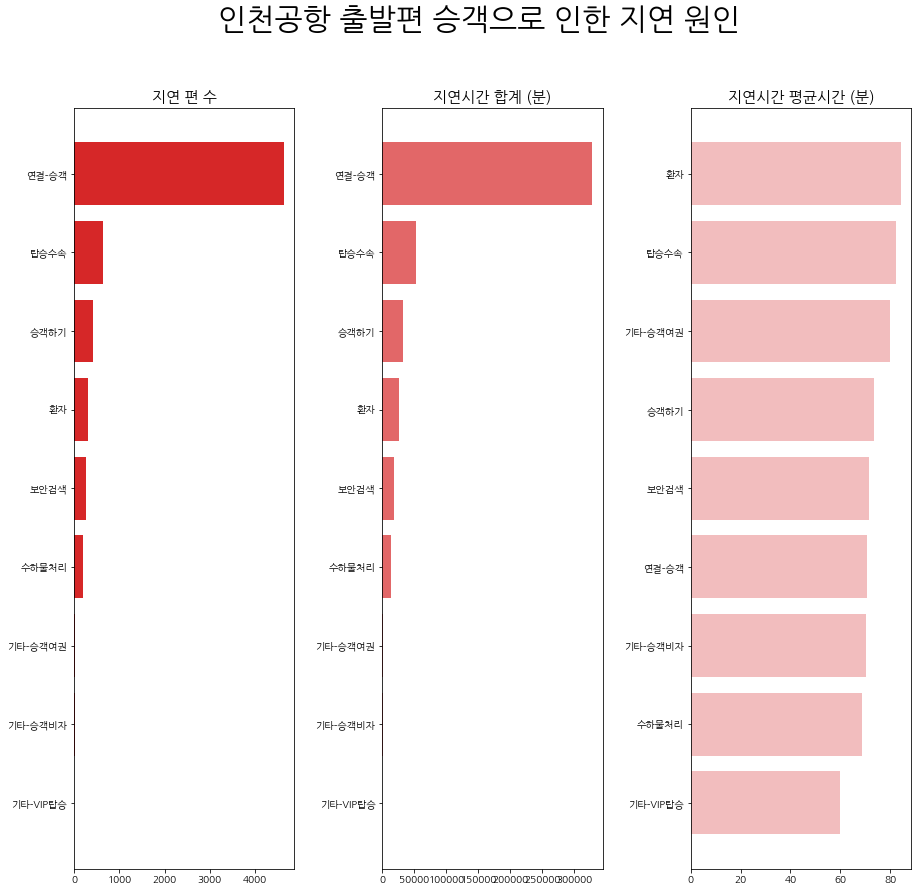 인천공항 출발편 승객으로 인한 지연 원인
지연 편 수
연결-승객
탑승수속
승객하기
환자
보안검색
수하물처리
기타-승객여권
기타-승객비자
기타-VIP탑승
0 1000 2000 3000 4000
지연시간 합계 (분)
연결-승객
탑승수속
승객하기
환자
보안검색
수하물처리
기타-승객여권
기타-승객비자
기타-VIP탑승
0 50000 100000 150000 200000 250000 300000
지연시간 평균시간 (분)
환자
탑승수속
기타-승객여권
승객하기
보안검색
연결-승객
기타-승객비자
수하물처리
기타-VIP탑승
0 20 40 60 80